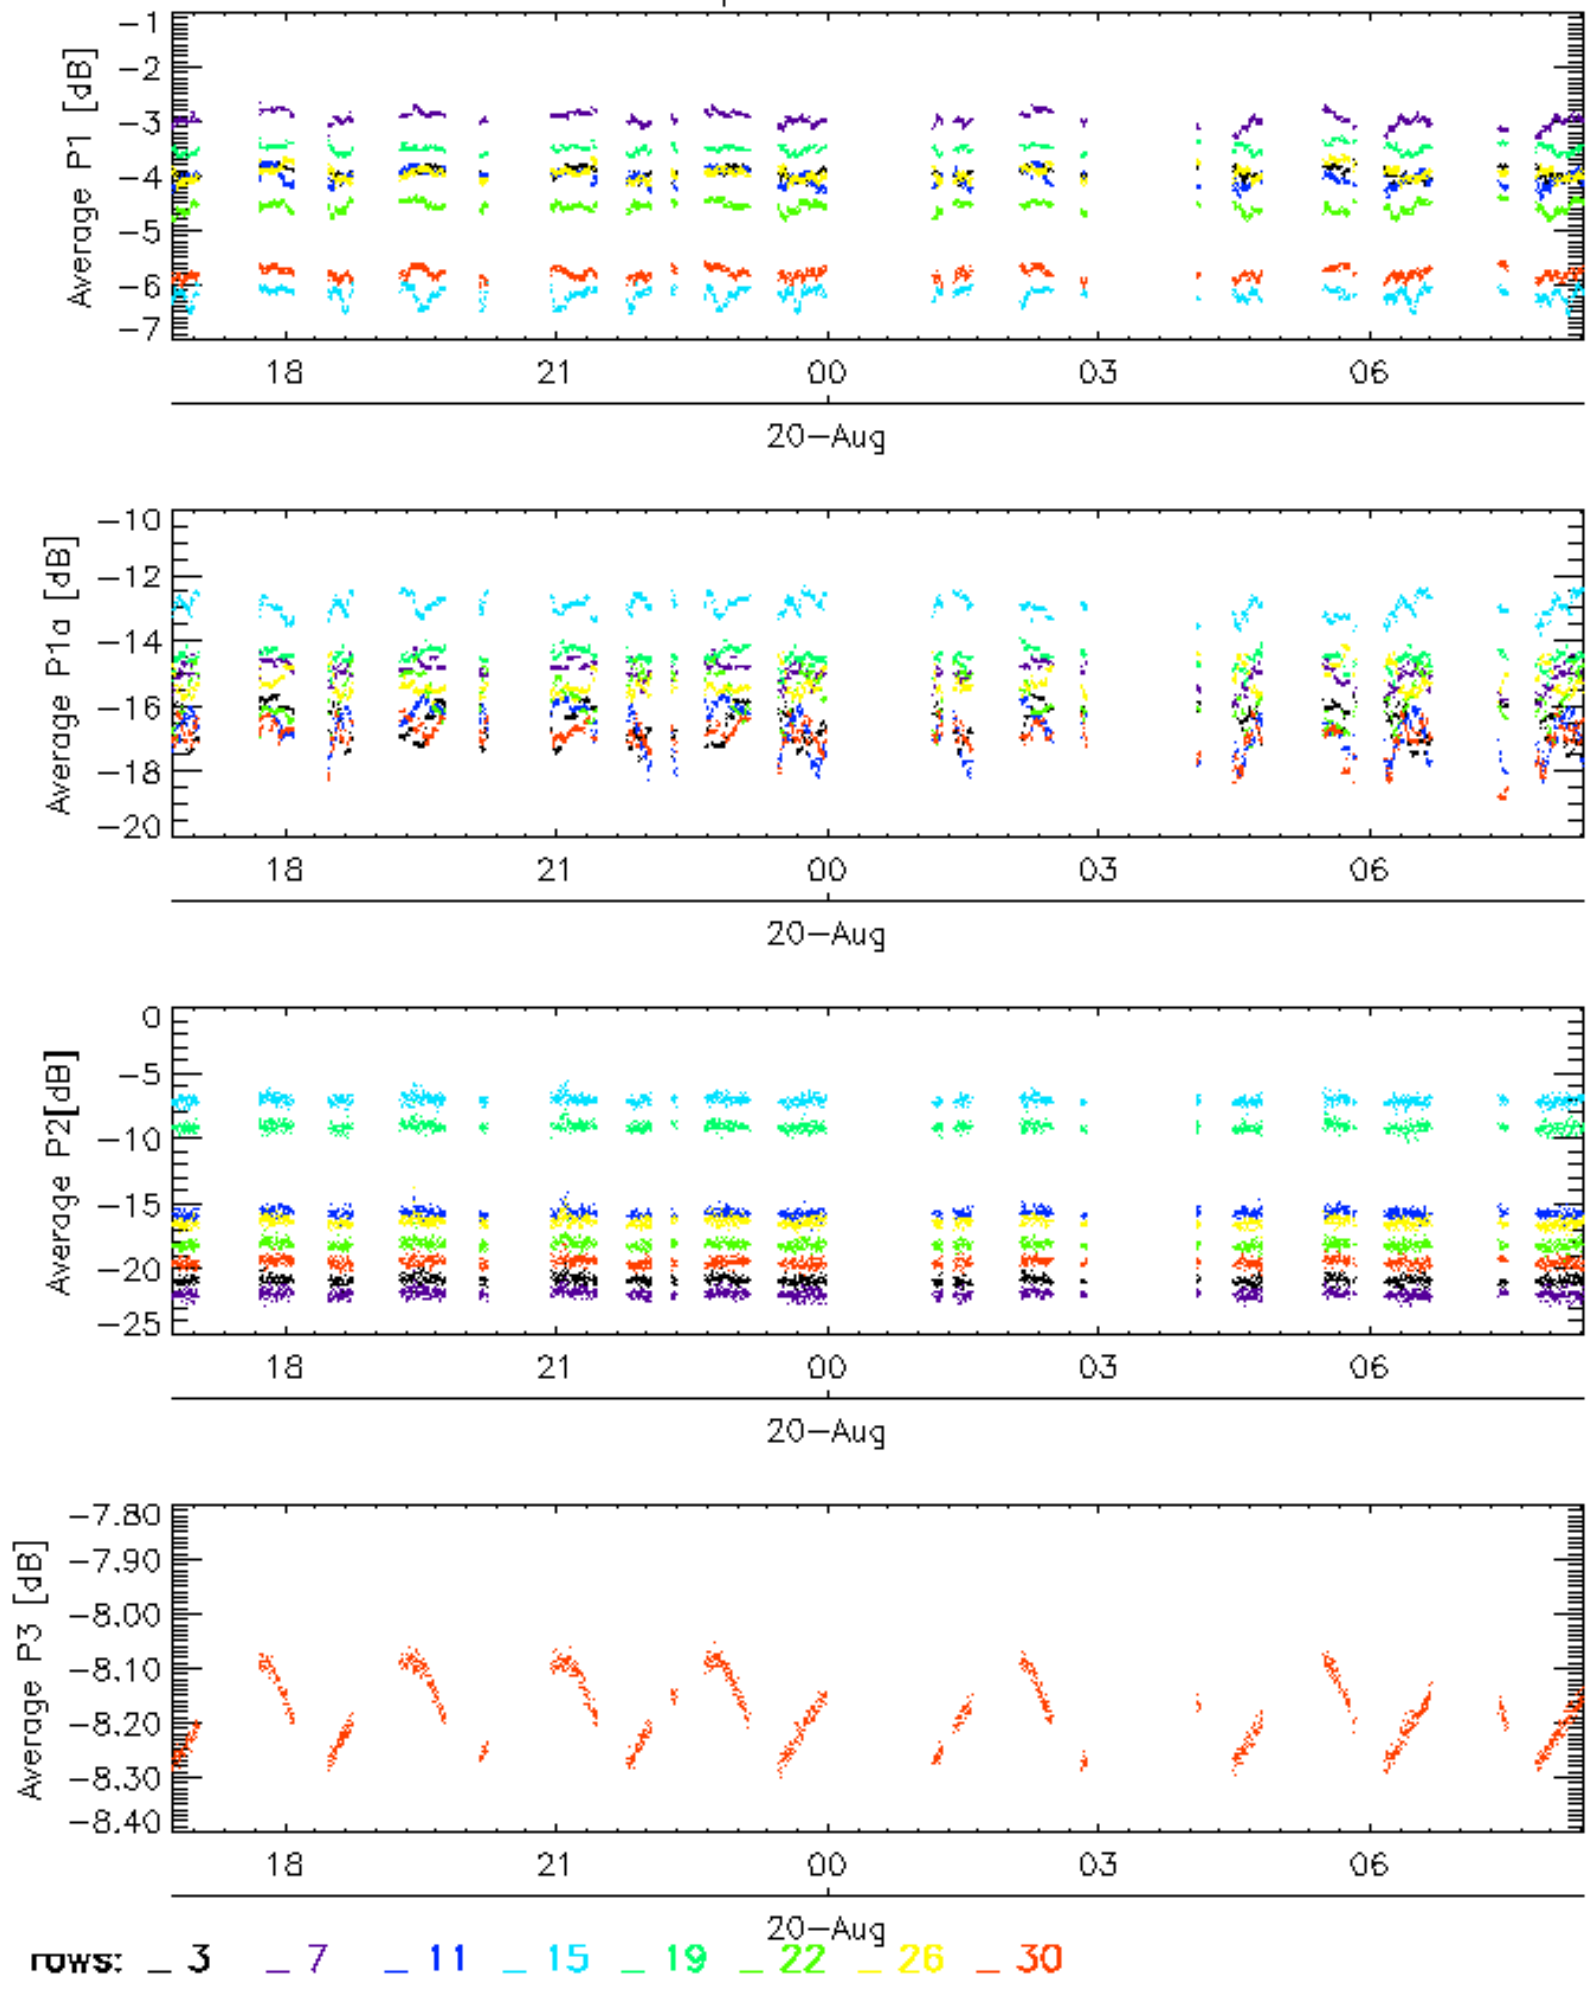 Average P1 [dB]
−1
−2
−3
−4
−5
−6
−7
18 21 00 03 06
20−Aug
Average P1a [dB]
−10
−12
−14
−16
−18
−20
18 21 00 03 06
20−Aug
Average P2[dB]
0
−5
−10
−15
−20
−25
18 21 00 03 06
20−Aug
Average P3 [dB]
−7.80
−7.90
−8.00
−8.10
−8.20
−8.30
−8.40
18 21 00 03 06
20−Aug
rows: _ 3 _ 7 _ 11 _ 15 _ 19 _ 22 _ 26 _ 30